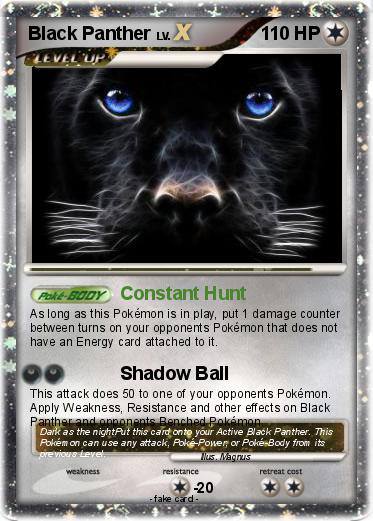 Black Panther LV. X 110 HP
LEVEL-UP
Poké-BODY Constant Hunt
As long as this Pokémon is in play, put 1 damage counter
between turns on your opponents Pokémon that does not
have an Energy card attached to it.
Shadow Ball
This attack does 50 to one of your opponents Pokémon.
Apply Weakness, Resistance and other effects on Black
Panther and opponents Benched Pokémon.
Dark as the nightPut this card onto your Active Black Panther. This
Pokémon can use any attack, Poké-Power, or Poké-Body from its
previous Level.
Illus. Magnus
weakness resistance retreat cost
-20
- fake card -